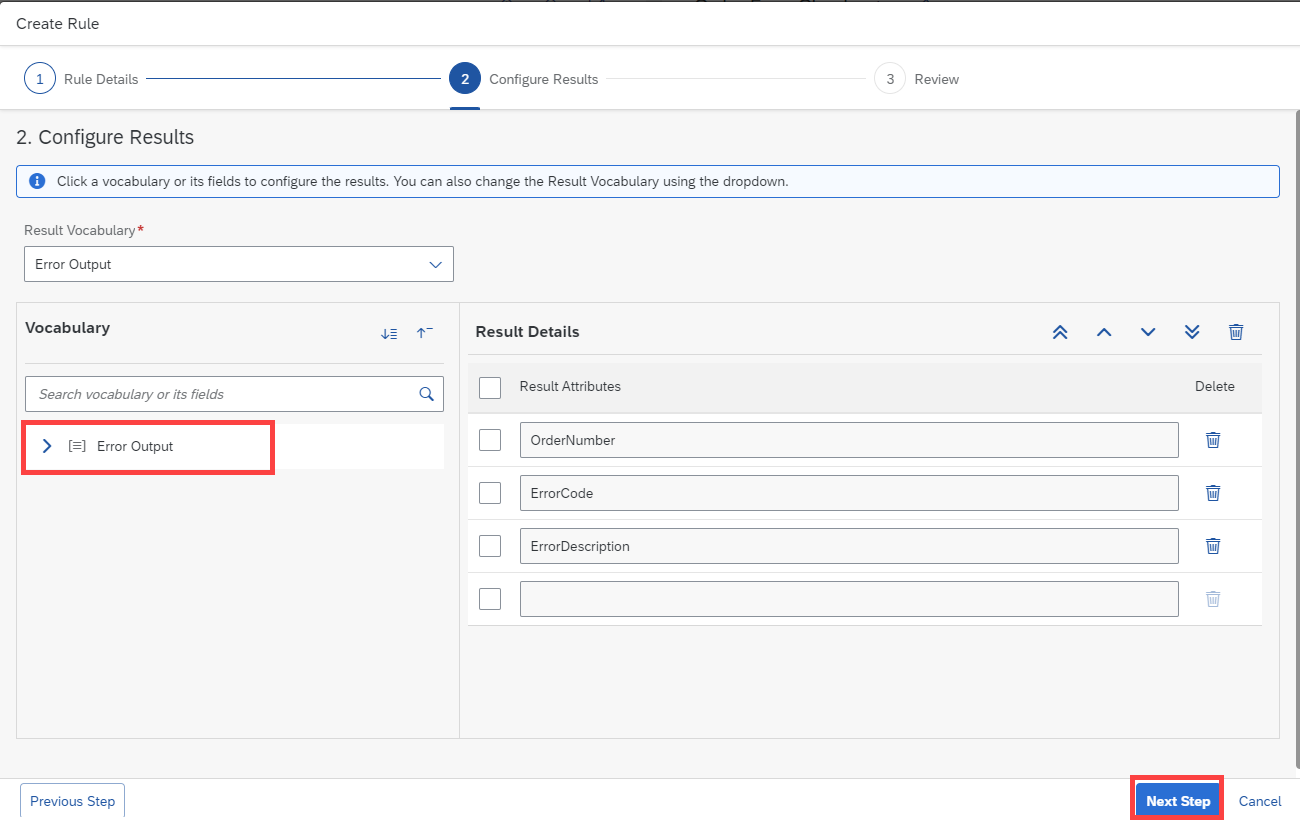 Create Rule
1 Rule Details
2 Configure Results
3 Review
2. Configure Results
Click a vocabulary or its fields to configure the results. You can also change the Result Vocabulary using the dropdown.
Result Vocabulary*
Error Output
Vocabulary
Search vocabulary or its fields
Error Output
Result Details
Result Attributes Delete
OrderNumber
ErrorCode
ErrorDescription
Previous Step
Next Step
Cancel